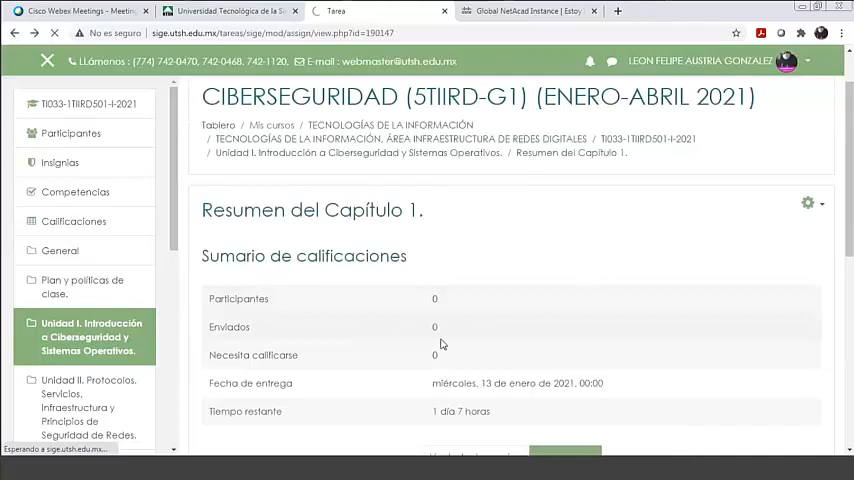 Cisco Webex Meetings - Meeting
Universidad Tecnológica de la Si
Tarea
Global NetAcad Instance | Estoy
No es seguro | sige.utsh.edu.mx/tareas/sige/mod/assign/view.php?id=190147
LLámenos : (774) 742-0470, 742-0468, 742-1120, E-mail : webmaster@utsh.edu.mx
LEON FELIPE AUSTRIA GONZALEZ
TI033-1TIIRD501-I-2021
Participantes
Insignias
Competencias
Calificaciones
General
Plan y políticas de
clase.
Unidad I. Introducción
a Ciberseguridad y
Sistemas Operativos.
Unidad II. Protocolos.
Servicios,
Infraestructura y
Principios de
Seguridad de Redes.
CIBERSEGURIDAD (5TIIRD-G1) (ENERO-ABRIL 2021)
Tablero / Mis cursos / TECNOLOGÍAS DE LA INFORMACIÓN
/ TECNOLOGÍAS DE LA INFORMACIÓN, ÁREA INFRAESTRUCTURA DE REDES DIGITALES / TI033-1TIIRD501-I-2021
/ Unidad I. Introducción a Ciberseguridad y Sistemas Operativos. / Resumen del Capítulo 1.
Resumen del Capítulo 1.
Sumario de calificaciones
Participantes 0
Enviados 0
Necesita calificarse 0
Fecha de entrega miércoles, 13 de enero de 2021, 00:00
Tiempo restante 1 día 7 horas
Esperando a sige.utsh.edu.mx...